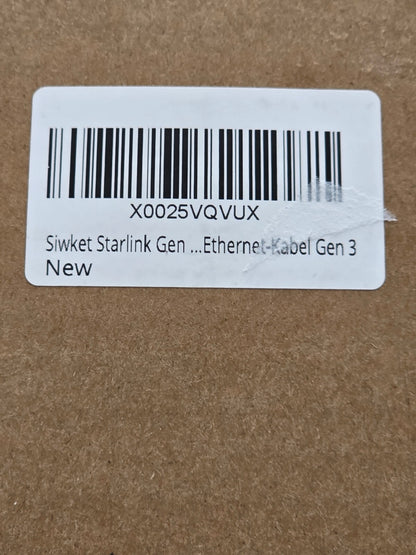 X0025VQVUX
Siwket Starlink Gen ...Ethernet-Kabel Gen 3
New